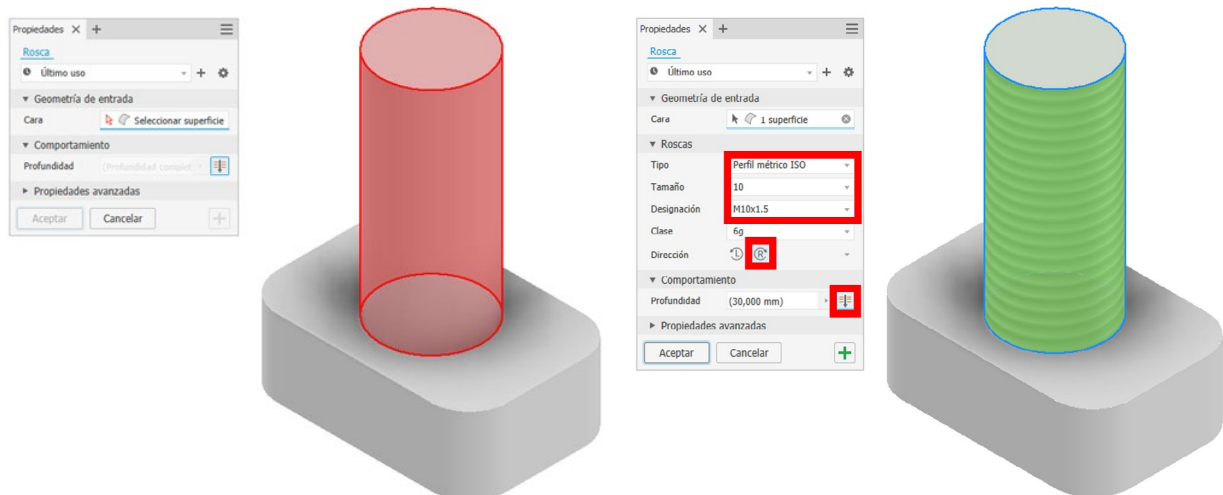 Propiedades
Rosca
Último uso
Geometría de entrada
Cara Seleccionar superficie
Comportamiento
Profundidad (Profundidad complet
Propiedades avanzadas
Aceptar Cancelar
Propiedades
Rosca
Último uso
Geometría de entrada
Cara 1 superficie
Roscas
Tipo Perfil métrico ISO
Tamaño 10
Designación M10x1.5
Clase 6g
Dirección L R
Comportamiento
Profundidad (30,000 mm)
Propiedades avanzadas
Aceptar Cancelar